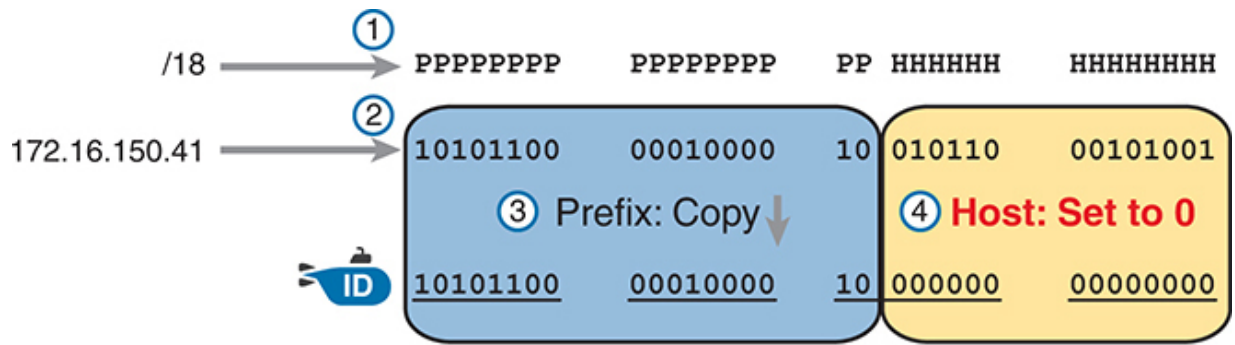 ①
/18 PPPPPPPP PPPPPPPP PP HHHHHH HHHHHHHH
②
172.16.150.41 10101100 00010000 10 010110 00101001
③ Prefix: Copy ④ Host: Set to 0
ID 10101100 00010000 10 000000 00000000